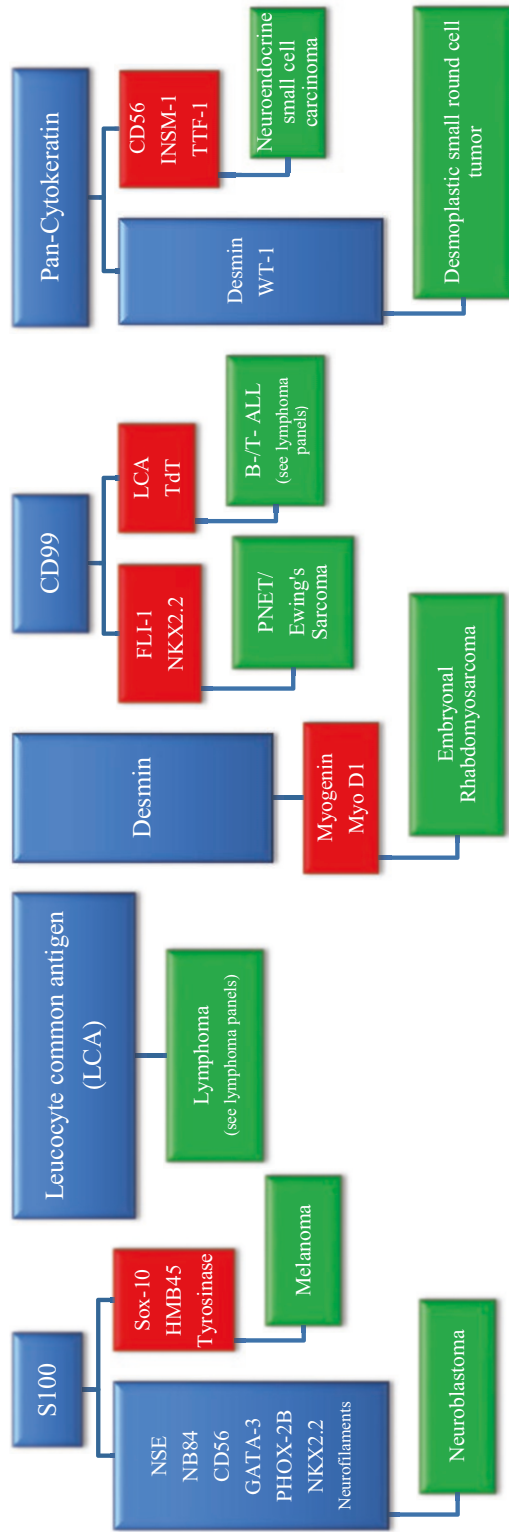 S100
NSE
NB84
CD56
GATA-3
PHOX-2B
NKX2.2
Neurofilaments
Neuroblastoma
Sox-10
HMB45
Tyrosinase
Melanoma
Leucocyte common antigen
(LCA)
Lymphoma
(see lymphoma panels)
Desmin
Myogenin
Myo D1
Embryonal
Rhabdomyosarcoma
CD99
FLI-1
NKX2.2
PNET/
Ewing's
Sarcoma
LCA
TdT
B-/T- ALL
(see lymphoma
panels)
Pan-Cytokeratin
Desmin
WT-1
Desmoplastic small round cell
tumor
CD56
INSM-1
TTF-1
Neuroendocrine
small cell
carcinoma